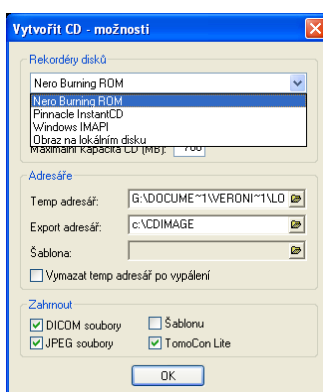 Vytvořit CD - možnosti
Rekordéry disků
Nero Burning ROM
Nero Burning ROM
Pinnacle InstantCD
Windows IMAPI
Obraz na lokálním disku
Maximální kapacita CD (MB): 700
Adresáře
Temp adresář: G:\DOCUME~1\VERONI~1\LO
Export adresář: c:\CDIMAGE
Šablona:
Vymazat temp adresář po vypálení
Zahrnout
DICOM soubory Šablonu
JPEG soubory TomoCon Lite
OK